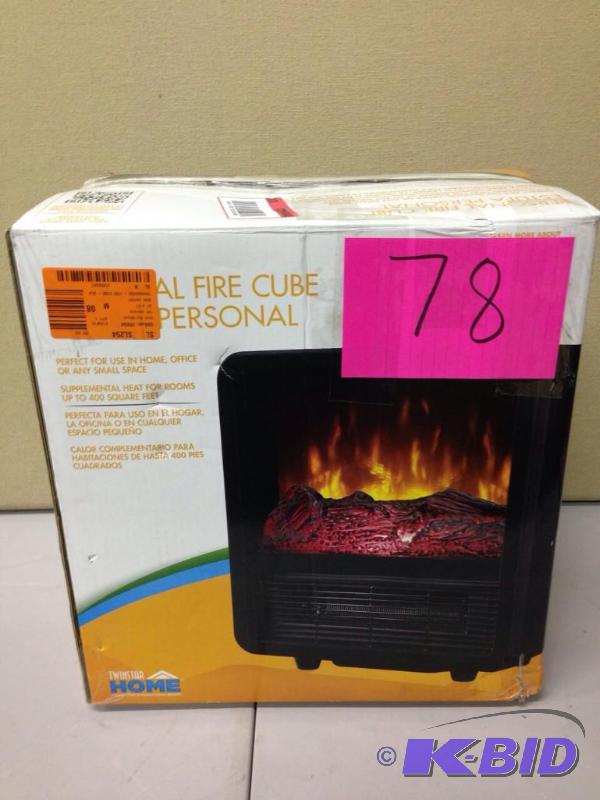 78
AL FIRE CUBE
PERSONAL
PERFECT FOR USE IN HOME, OFFICE
OR ANY SMALL SPACE
SUPPLEMENTAL HEAT FOR ROOMS
UP TO 400 SQUARE FEET
PERFECTA PARA USO EN EL HOGAR,
LA OFICINA O EN CUALQUIER
ESPACIO PEQUEÑO
CALOR COMPLEMENTARIO PARA
HABITACIONES DE HASTA 400 PIES
CUADRADOS
TWINSTAR
HOME
© K-BID